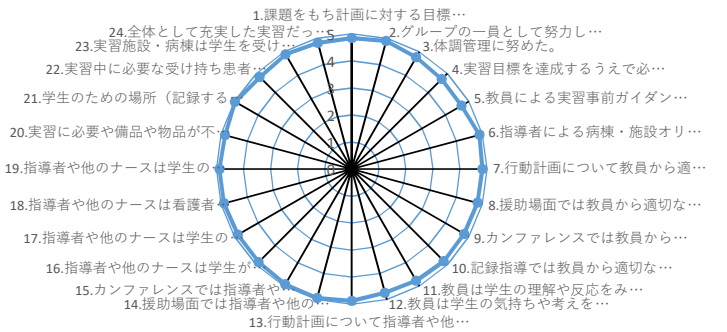 1.課題をもち計画に対する目標…
2.グループの一員として努力し…
3.体調管理に努めた。
4.実習目標を達成するうえで必…
5.教員による実習事前ガイダン…
6.指導者による病棟・施設オリ…
7.行動計画について教員から適…
8.援助場面では教員から適切な…
9.カンファレンスでは教員から…
10.記録指導では教員から適切な…
11.教員は学生の理解や反応をみ…
12.教員は学生の気持ちや考えを…
13.行動計画について指導者や他…
14.援助場面では指導者や他の…
15.カンファレンスでは指導者や…
16.指導者や他のナースは学生が…
17.指導者や他のナースは学生の…
18.指導者や他のナースは看護者…
19.指導者や他のナースは学生の…
20.実習に必要や備品や物品が不…
21.学生のための場所（記録する…
22.実習中に必要な受け持ち患者…
23.実習施設・病棟は学生を受け…
24.全体として充実した実習だっ…
5
4
3
2
1
0